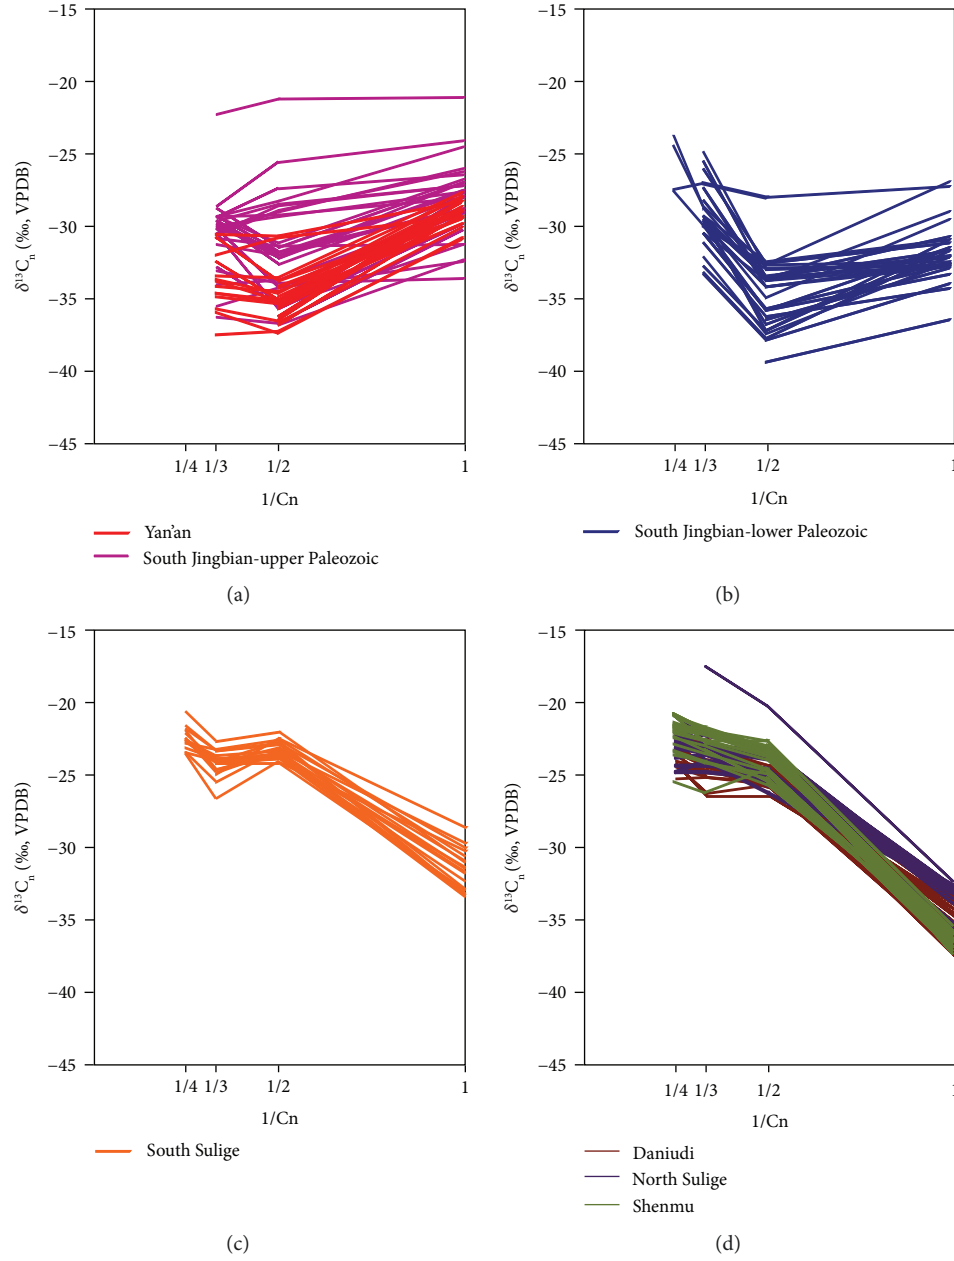 −15
−20
−25
−30
−35
−40
−45
δ¹³Cₙ (‰, VPDB)
1/4 1/3 1/2 1
1/Cn
Yan'an
South Jingbian-upper Paleozoic
(a)
−15
−20
−25
−30
−35
−40
−45
δ¹³Cₙ (‰, VPDB)
1/4 1/3 1/2
1/Cn
South Jingbian-lower Paleozoic
(b)
−15
−20
−25
−30
−35
−40
−45
δ¹³Cₙ (‰, VPDB)
1/4 1/3 1/2 1
1/Cn
South Sulige
(c)
−15
−20
−25
−30
−35
−40
−45
δ¹³Cₙ (‰, VPDB)
1/4 1/3 1/2
1/Cn
Daniudi
North Sulige
Shenmu
(d)